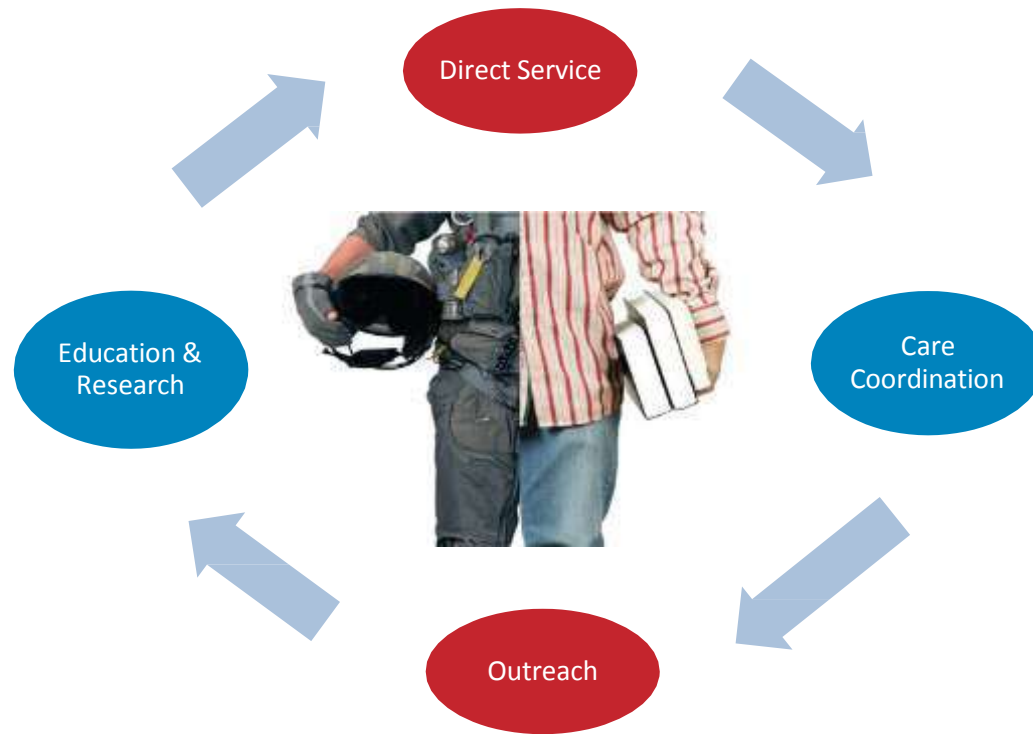 Direct Service
Education &
Research
Care
Coordination
Outreach